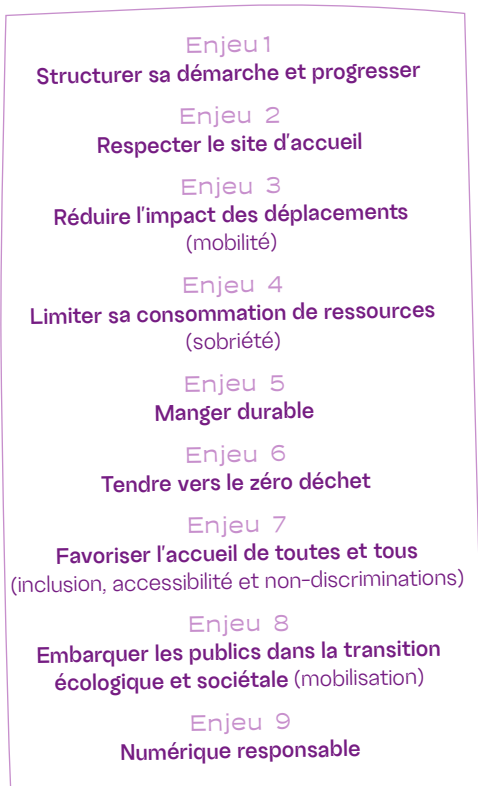 Enjeu 1
Structurer sa démarche et progresser
Enjeu 2
Respecter le site d'accueil
Enjeu 3
Réduire l'impact des déplacements
(mobilité)
Enjeu 4
Limiter sa consommation de ressources
(sobriété)
Enjeu 5
Manger durable
Enjeu 6
Tendre vers le zéro déchet
Enjeu 7
Favoriser l'accueil de toutes et tous
(inclusion, accessibilité et non-discriminations)
Enjeu 8
Embarquer les publics dans la transition
écologique et sociétale (mobilisation)
Enjeu 9
Numérique responsable